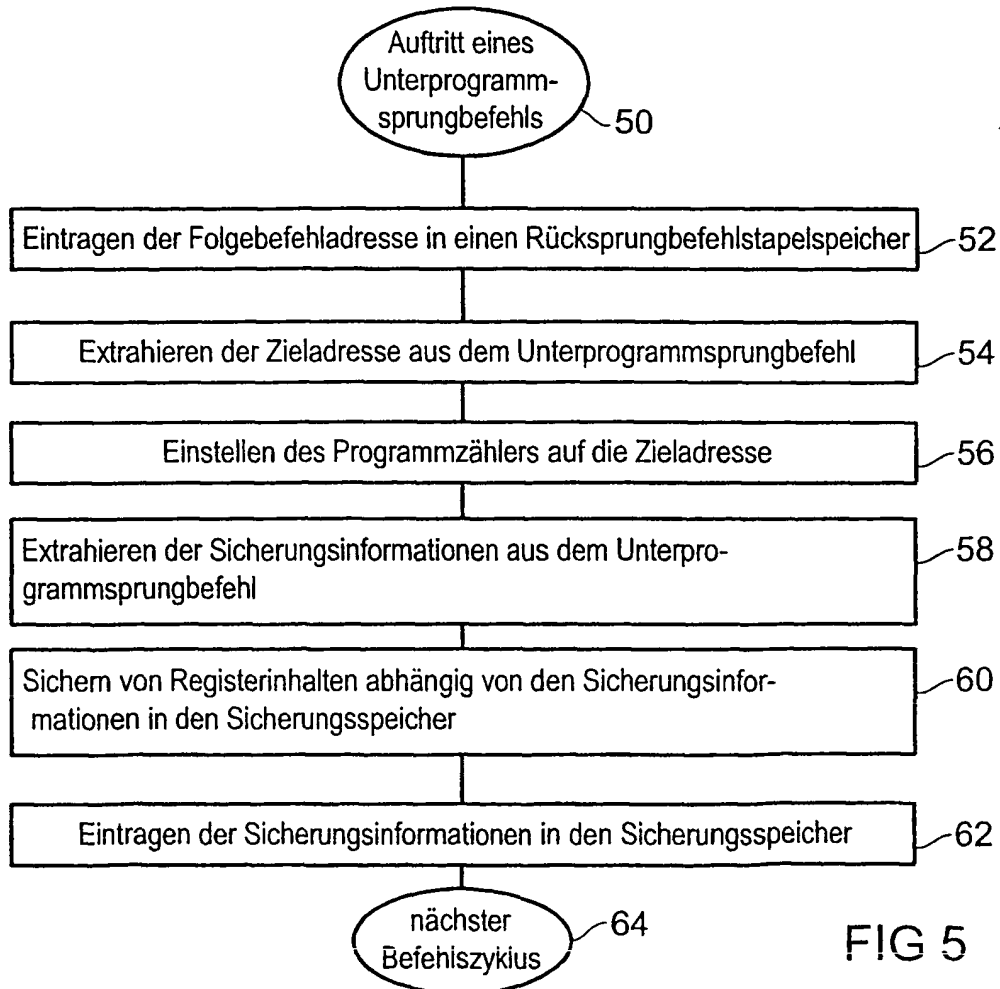 Auftritt eines
Unterprogramm-
sprungbefehls
50
Eintragen der Folgebefehladresse in einen Rücksprungbefehlstapelspeicher
52
Extrahieren der Zieladresse aus dem Unterprogrammsprungbefehl
54
Einstellen des Programmzählers auf die Zieladresse
56
Extrahieren der Sicherungsinformationen aus dem Unterpro-
grammsprungbefehl
58
Sichern von Registerinhalten abhängig von den Sicherungsinfor-
mationen in den Sicherungsspeicher
60
Eintragen der Sicherungsinformationen in den Sicherungsspeicher
62
nächster
Befehlszyklus
64
FIG 5